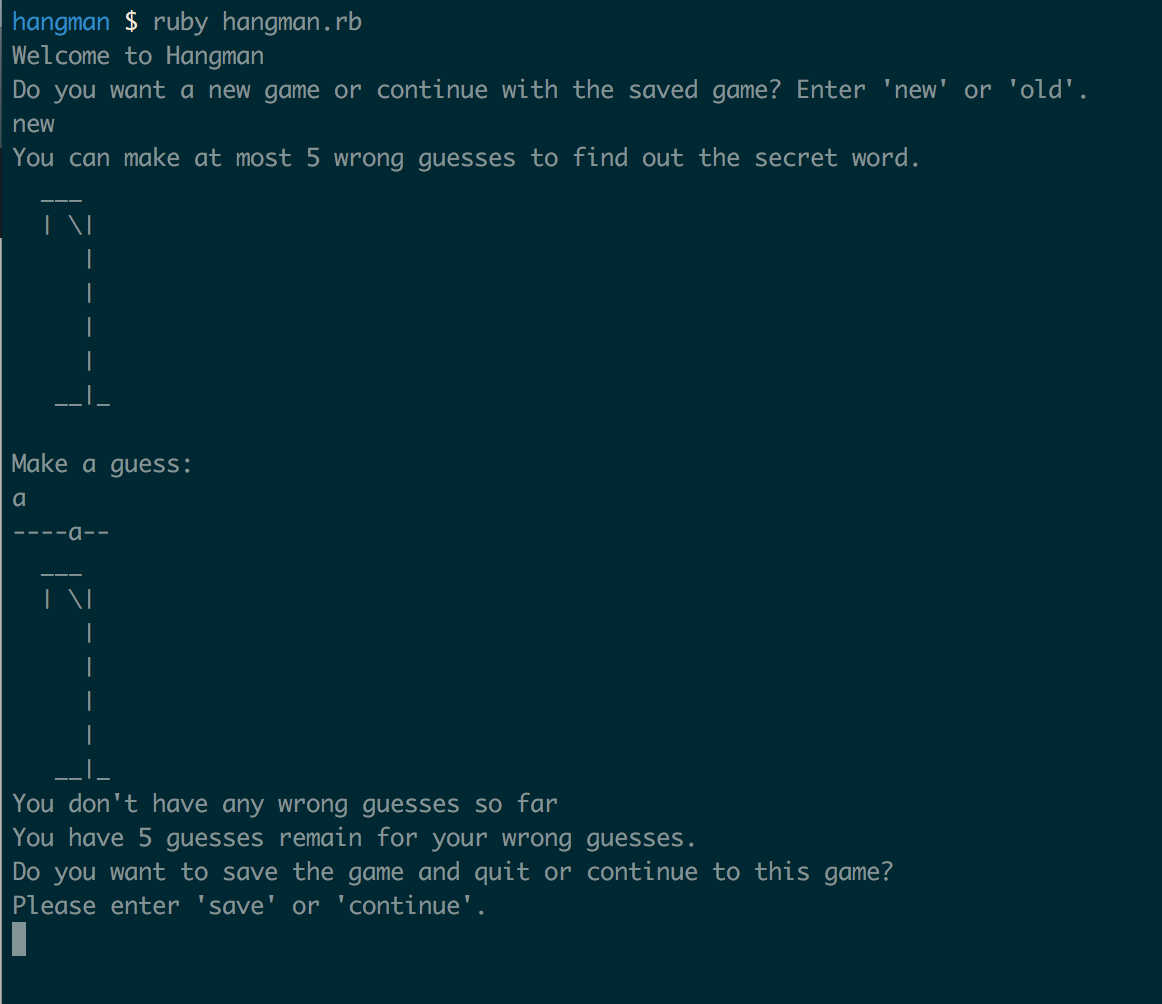 hangman $ ruby hangman.rb
Welcome to Hangman
Do you want a new game or continue with the saved game? Enter 'new' or 'old'.
new
You can make at most 5 wrong guesses to find out the secret word.
  ___
  | \|
     |
     |
     |
     |
   __|_

Make a guess:
a
----a--
  ___
  | \|
     |
     |
     |
     |
   __|_
You don't have any wrong guesses so far
You have 5 guesses remain for your wrong guesses.
Do you want to save the game and quit or continue to this game?
Please enter 'save' or 'continue'.